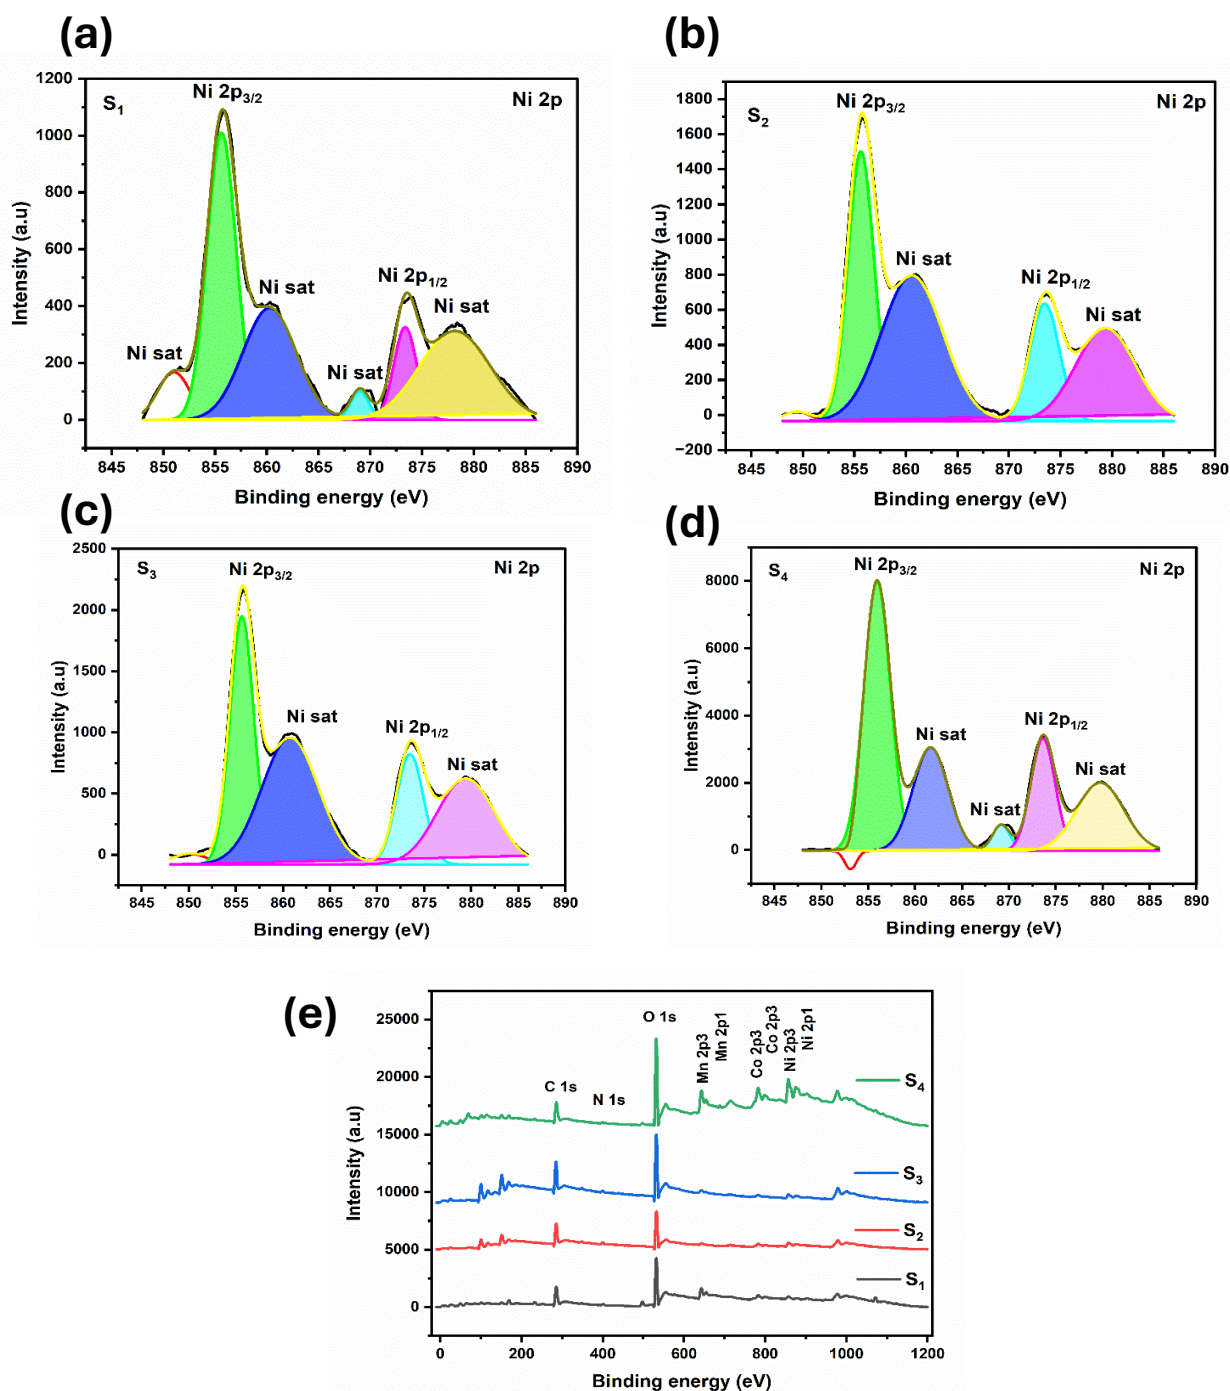 (a)
(b)
S1
Ni 2p3/2
Ni 2p
Ni sat
Ni sat
Ni sat
Ni 2p1/2
Ni sat
Intensity (a.u)
1200
1000
800
600
400
200
0
845 850 855 860 865 870 875 880 885 890
Binding energy (eV)
S2
Ni 2p3/2
Ni 2p
Ni sat
Ni 2p1/2
Ni sat
Intensity (a.u)
1800
1600
1400
1200
1000
800
600
400
200
0
−200
845 850 855 860 865 870 875 880 885 890
Binding energy (eV)
(c)
(d)
S3
Ni 2p3/2
Ni 2p
Ni sat
Ni 2p1/2
Ni sat
Intensity (a.u)
2500
2000
1500
1000
500
0
845 850 855 860 865 870 875 880 885 890
Binding energy (eV)
S4
Ni 2p3/2
Ni 2p
Ni sat
Ni sat
Ni 2p1/2
Ni sat
Intensity (a.u)
8000
6000
4000
2000
0
845 850 855 860 865 870 875 880 885 890
Binding energy (eV)
(e)
Intensity (a.u)
25000
20000
15000
10000
5000
0
C 1s
N 1s
O 1s
Mn 2p3
Mn 2p1
Co 2p3
Co 2p3
Ni 2p3
Ni 2p1
S4
S3
S2
S1
0 200 400 600 800 1000 1200
Binding energy (eV)